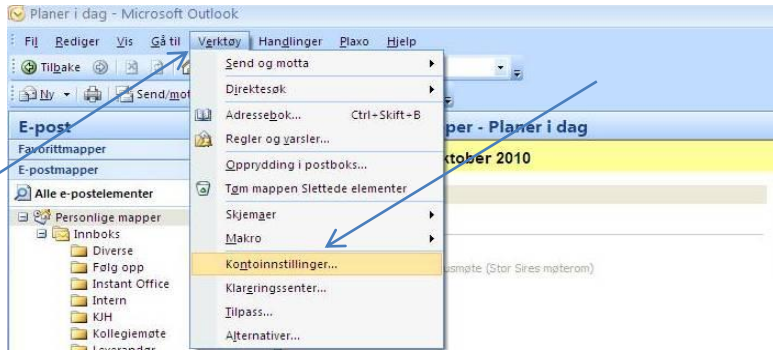 Planer i dag - Microsoft Outlook
Fil Rediger Vis Gå til Verktøy Handlinger Plaxo Hjelp
Tilbake
Ny Send/mot
Send og motta
Direktesøk
Adressebok... Ctrl+Skift+B
Regler og varsler...
Opprydding i postboks...
Tøm mappen Slettede elementer
Skjemaer
Makro
Kontoinnstillinger...
Klareringssenter...
Tilpass...
Alternativer...
E-post
Favorittmapper
E-postmapper
Alle e-postelementer
Personlige mapper
Innboks
Diverse
Følg opp
Instant Office
Intern
KJH
Kollegiemøte
Leverandør
per - Planer i dag
ktober 2010
usmøte (Stor Sires møterom)